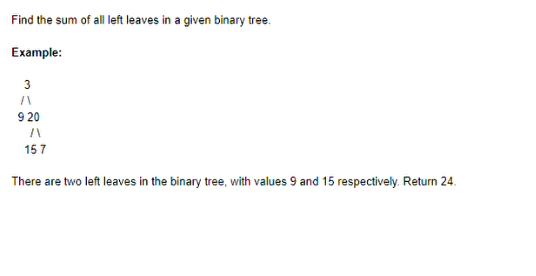 Find the sum of all left leaves in a given binary tree.
Example:
3
/ \
9 20
/ \
15 7
There are two left leaves in the binary tree, with values 9 and 15 respectively. Return 24.